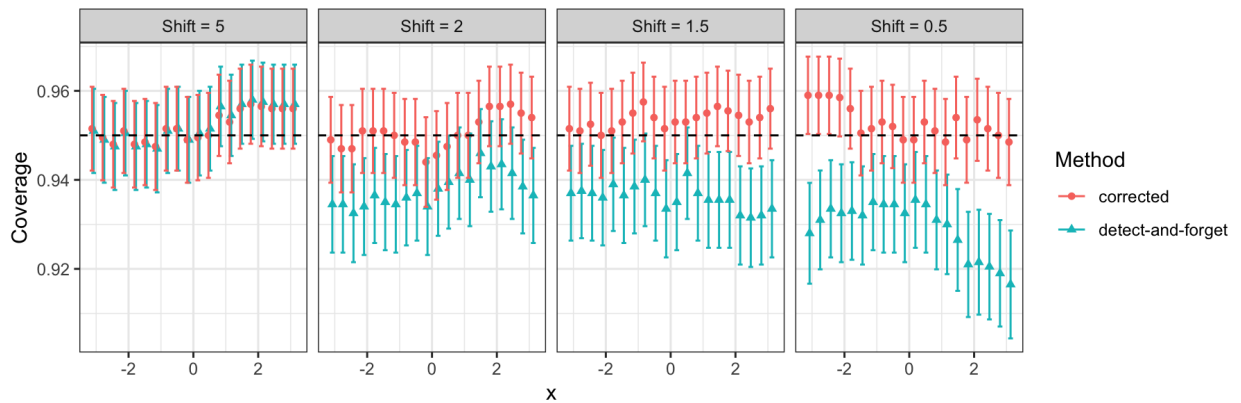 Shift = 5 Shift = 2 Shift = 1.5 Shift = 0.5
0.96
0.94
0.92
Coverage
-2 0 2 -2 0 2 -2 0 2 -2 0 2
x
Method
corrected
detect-and-forget